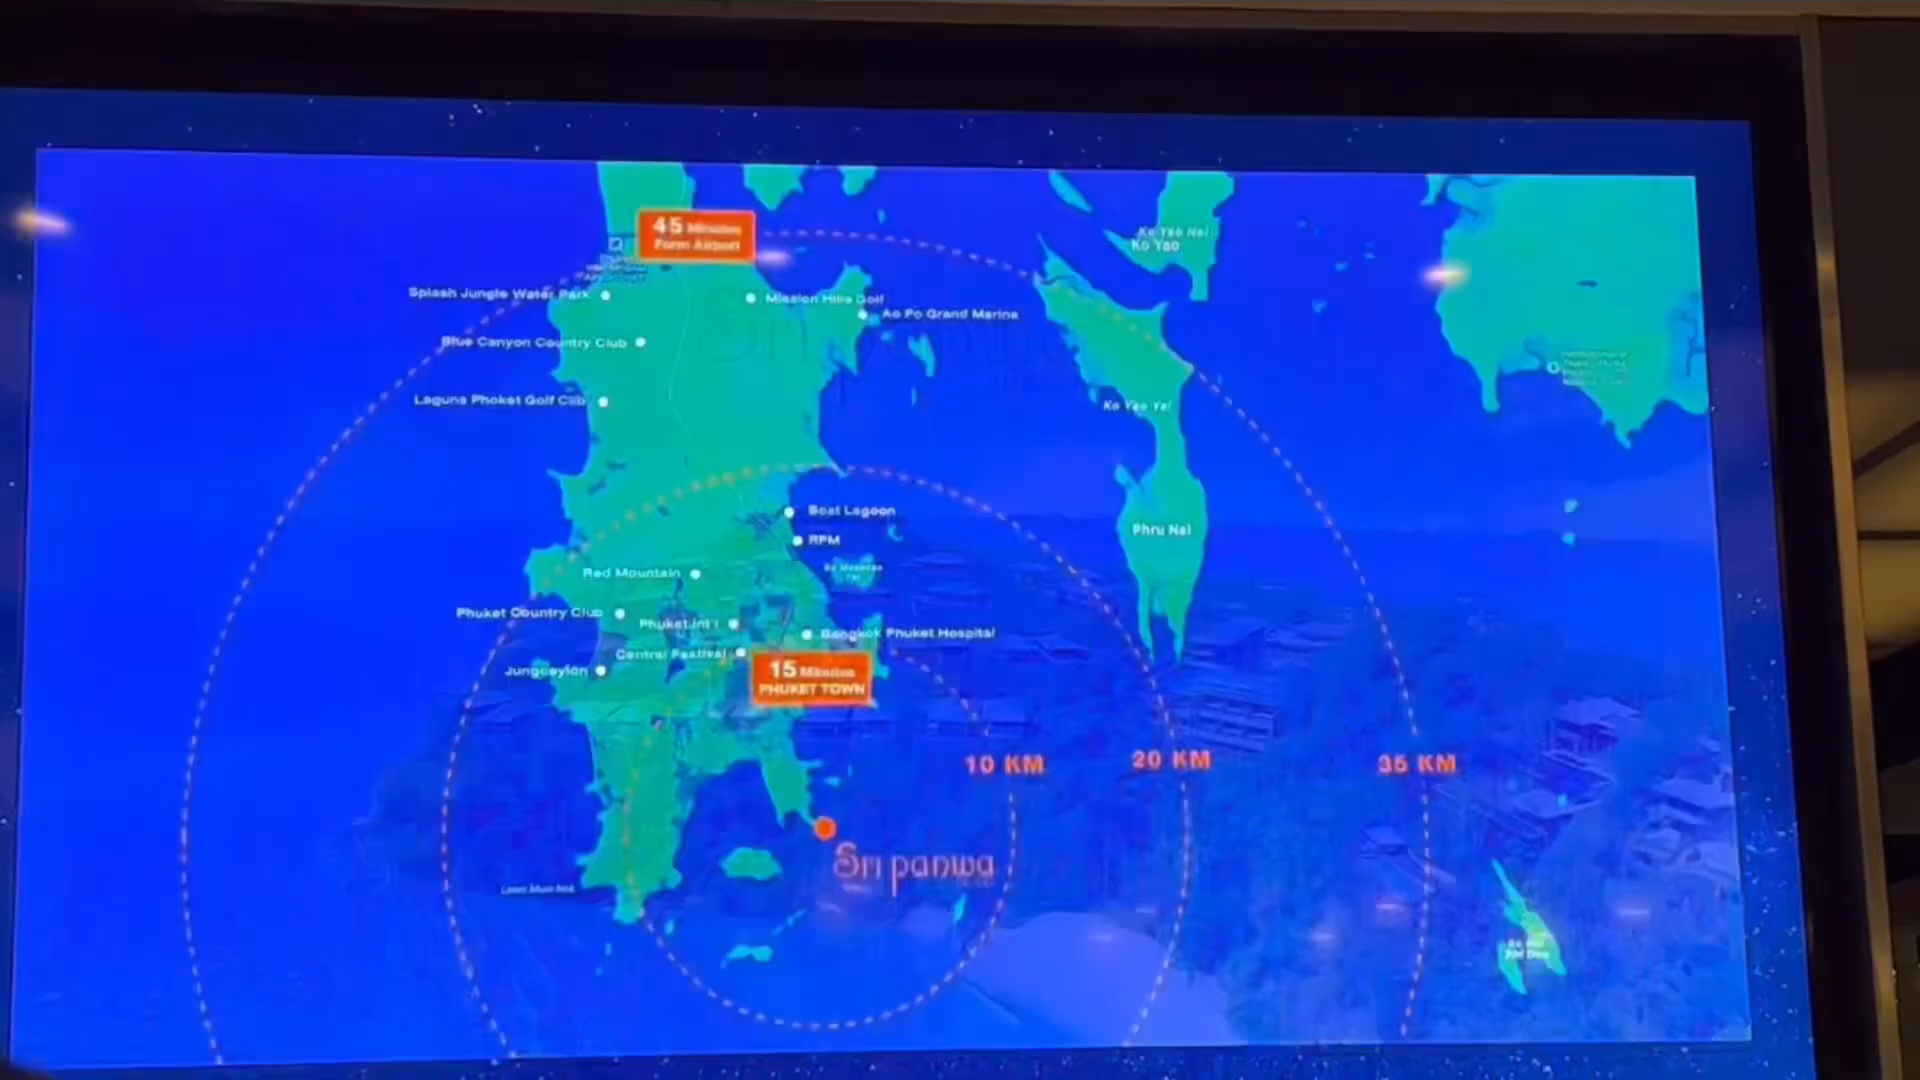 45 Minutes
Form Airport
Ko Yao Noi
Ko Yao
Splash Jungle Water Park
Mission Hills Golf
Ao Po Grand Marina
Blue Canyon Country Club
Laguna Phuket Golf Club
Ko Yao Yai
Boat Lagoon
Phru Nai
RPM
Red Mountain
Phuket Country Club
Phuket Int'l
Bangkok Phuket Hospital
Central Festival
Jungceylon
15 Minutes
PHUKET TOWN
10 KM
20 KM
35 KM
Sri panwa